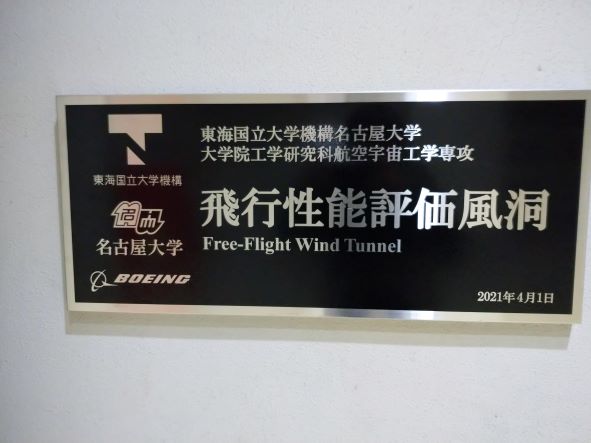 東海国立大学機構
名古屋大学
BOEING
東海国立大学機構名古屋大学
大学院工学研究科航空宇宙工学専攻
飛行性能評価風洞
Free-Flight Wind Tunnel
2021年4月1日